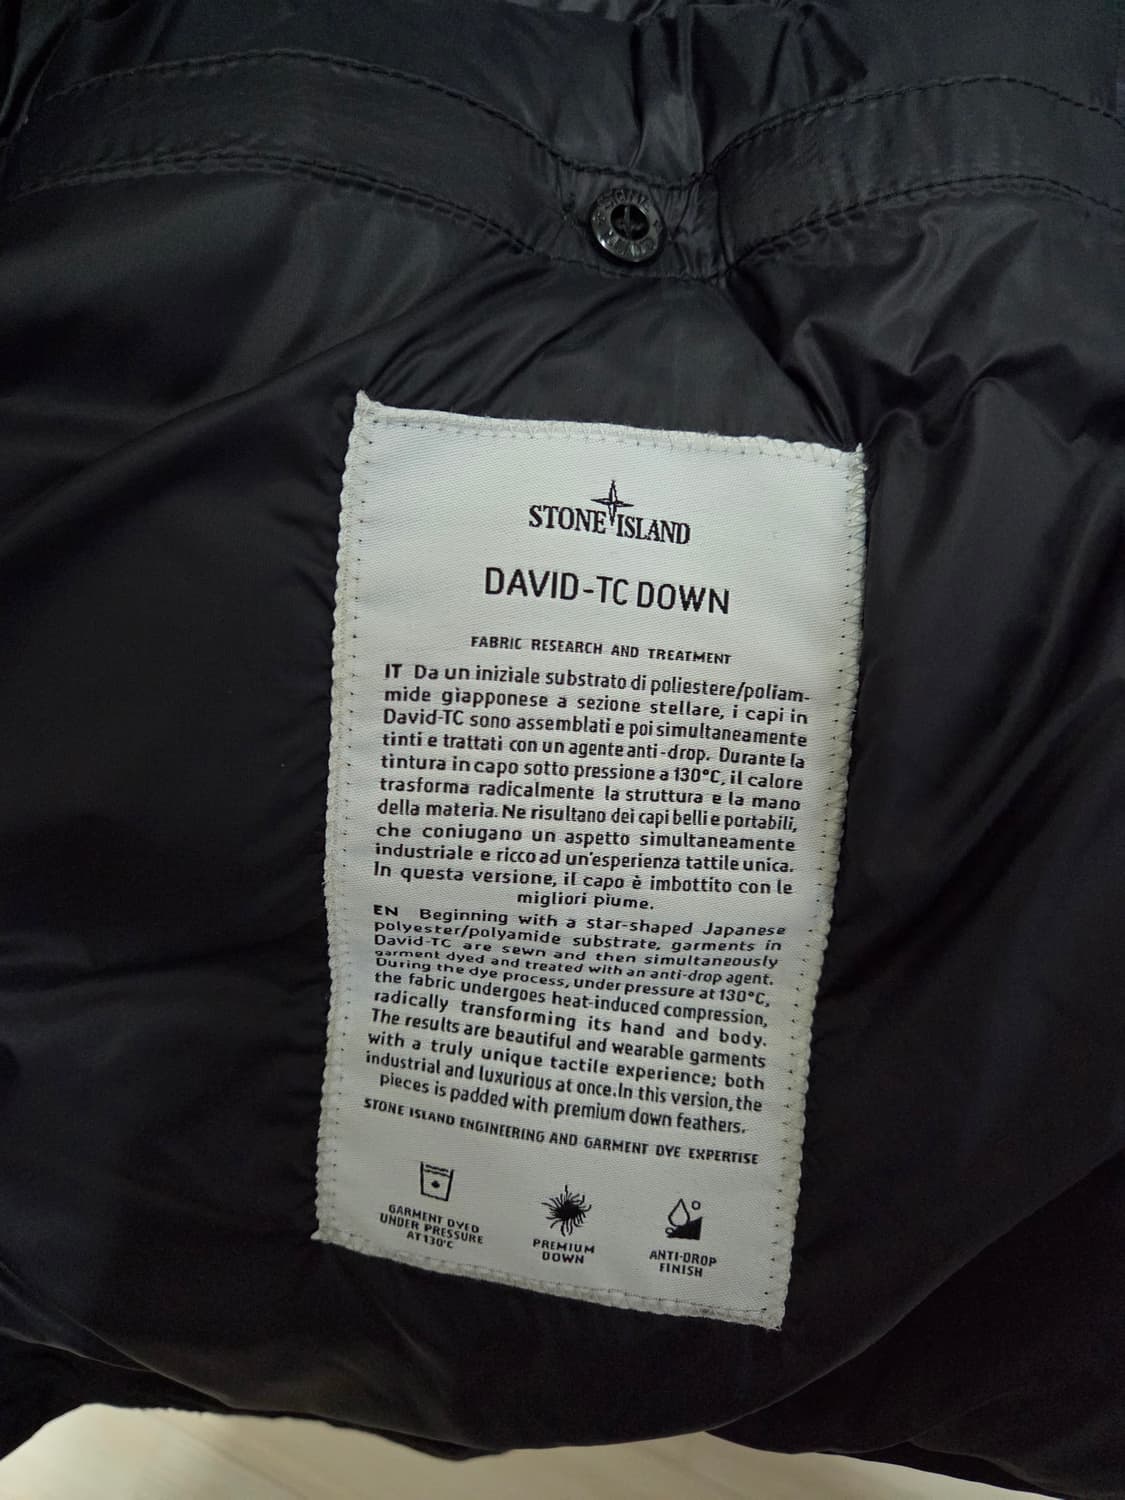 STONE ISLAND
STONE ISLAND
DAVID-TC DOWN
FABRIC RESEARCH AND TREATMENT
IT Da un iniziale substrato di poliestere/poliam-
mide giapponese a sezione stellare, i capi in
David-TC sono assemblati e poi simultaneamente
tinti e trattati con un agente anti-drop. Durante la
tintura in capo sotto pressione a 130°C, il calore
trasforma radicalmente la struttura e la mano
della materia. Ne risultano dei capi belli e portabili,
che coniugano un aspetto simultaneamente
industriale e ricco ad un'esperienza tattile unica.
In questa versione, il capo è imbottito con le
migliori piume.
EN Beginning with a star-shaped Japanese
polyester/polyamide substrate, garments in
David-TC are sewn and then simultaneously
garment dyed and treated with an anti-drop agent.
During the dye process, under pressure at 130°C,
the fabric undergoes heat-induced compression,
radically transforming its hand and body.
The results are beautiful and wearable garments
with a truly unique tactile experience; both
industrial and luxurious at once.In this version, the
pieces is padded with premium down feathers.
STONE ISLAND ENGINEERING AND GARMENT DYE EXPERTISE
GARMENT DYED
UNDER PRESSURE
AT 130°C
PREMIUM
DOWN
ANTI-DROP
FINISH